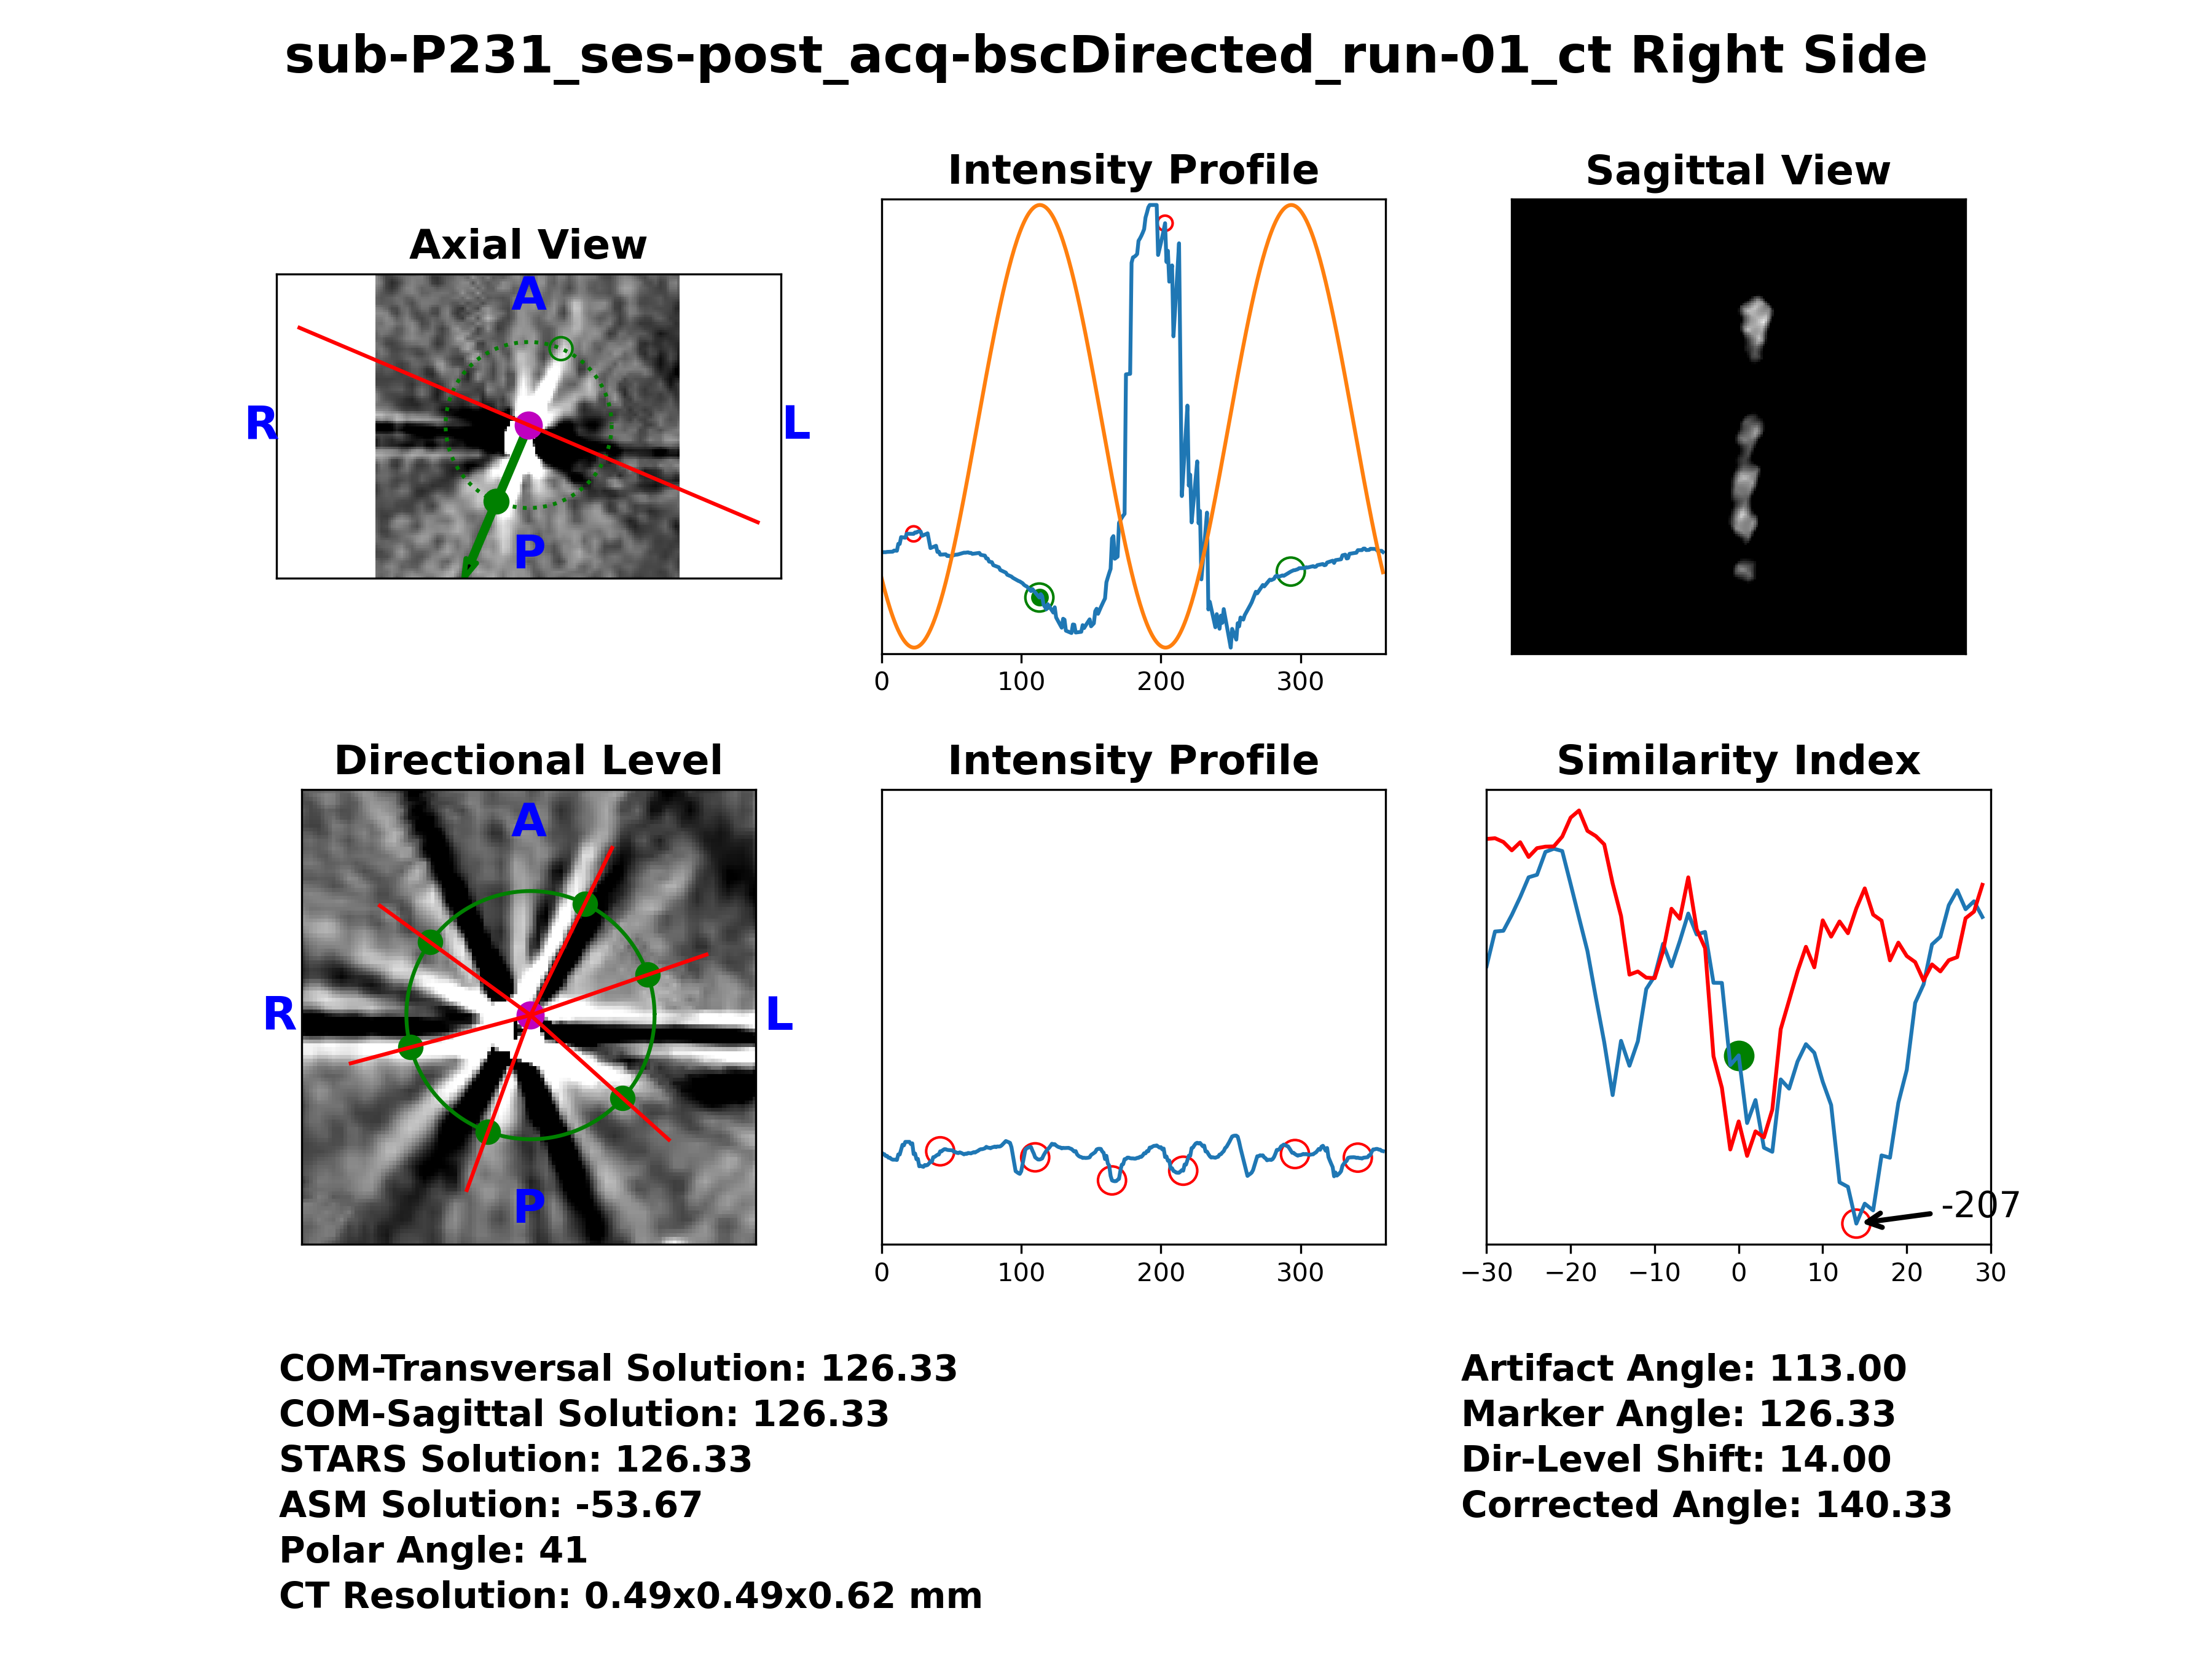 sub-P231_ses-post_acq-bscDirected_run-01_ct Right Side
Axial View
Intensity Profile
Sagittal View
A
R
L
P
0
100
200
300
Directional Level
Intensity Profile
Similarity Index
A
R
L
P
0
100
200
300
-207
−30
−20
−10
0
10
20
30
COM-Transversal Solution: 126.33
COM-Sagittal Solution: 126.33
STARS Solution: 126.33
ASM Solution: -53.67
Polar Angle: 41
CT Resolution: 0.49x0.49x0.62 mm
Artifact Angle: 113.00
Marker Angle: 126.33
Dir-Level Shift: 14.00
Corrected Angle: 140.33